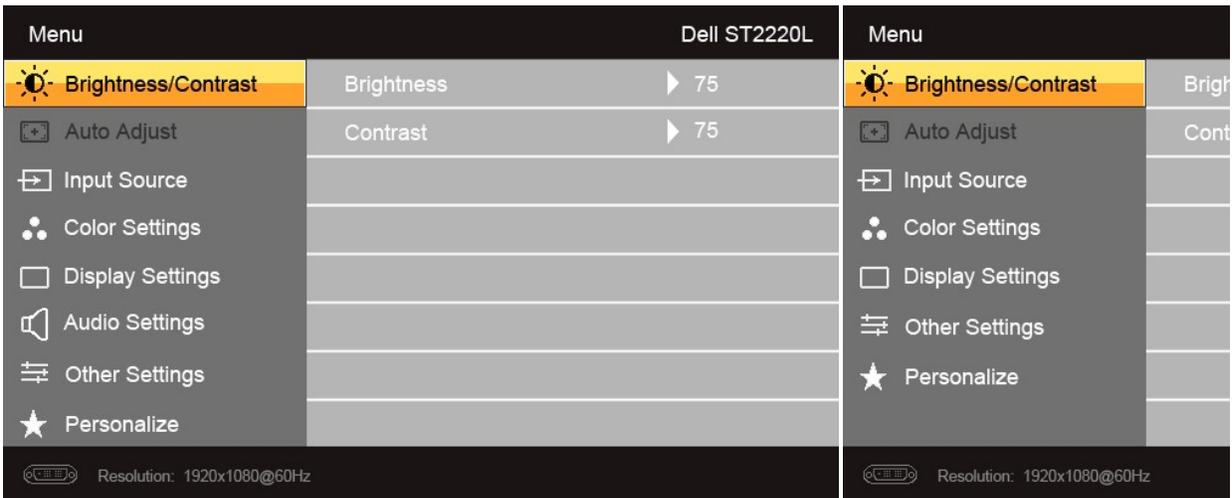 Menu Dell ST2220L
Brightness/Contrast Brightness 75
Auto Adjust Contrast 75
Input Source
Color Settings
Display Settings
Audio Settings
Other Settings
Personalize
Resolution: 1920x1080@60Hz
Menu
Brightness/Contrast Brigh
Auto Adjust Cont
Input Source
Color Settings
Display Settings
Other Settings
Personalize
Resolution: 1920x1080@60Hz